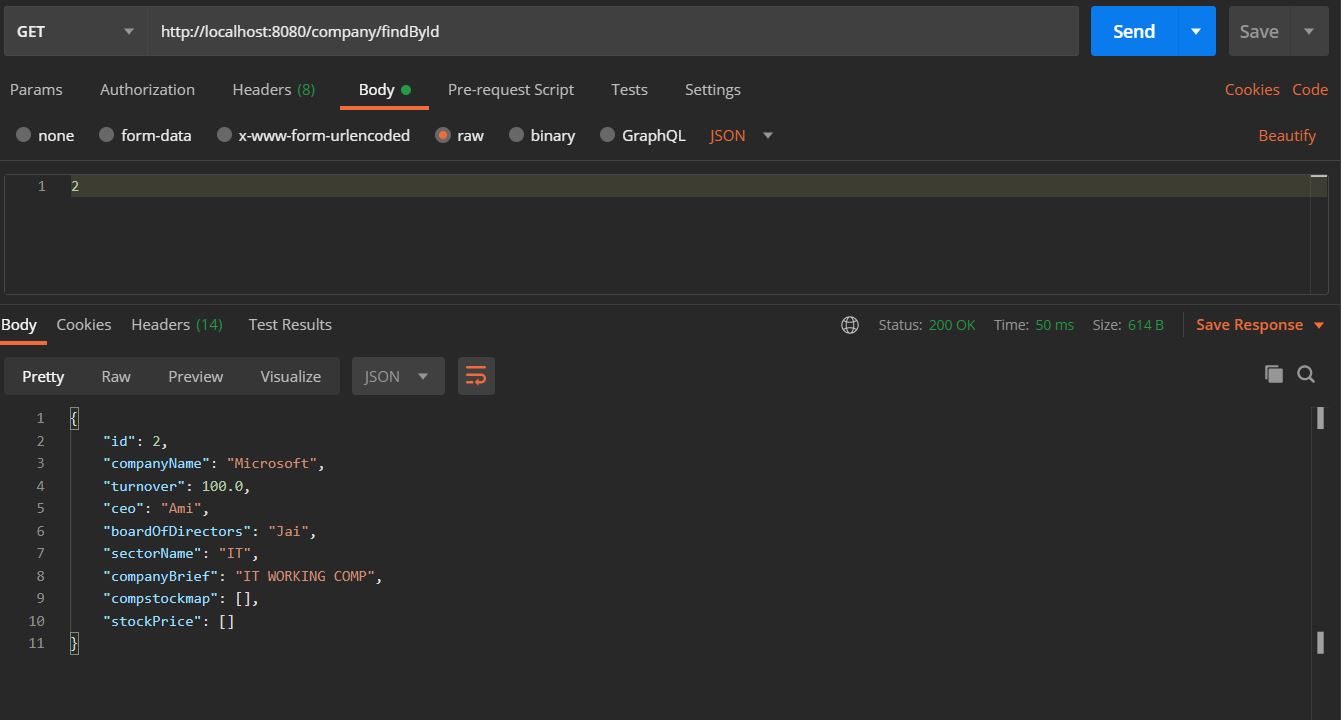 GET http://localhost:8080/company/findById Send Save
Params Authorization Headers (8) Body Pre-request Script Tests Settings Cookies Code
none form-data x-www-form-urlencoded raw binary GraphQL JSON Beautify
1 2
Body Cookies Headers (14) Test Results Status: 200 OK Time: 50 ms Size: 614 B Save Response
Pretty Raw Preview Visualize JSON
1 {
2 "id": 2,
3 "companyName": "Microsoft",
4 "turnover": 100.0,
5 "ceo": "Ami",
6 "boardOfDirectors": "Jai",
7 "sectorName": "IT",
8 "companyBrief": "IT WORKING COMP",
9 "compstockmap": [],
10 "stockPrice": []
11 }